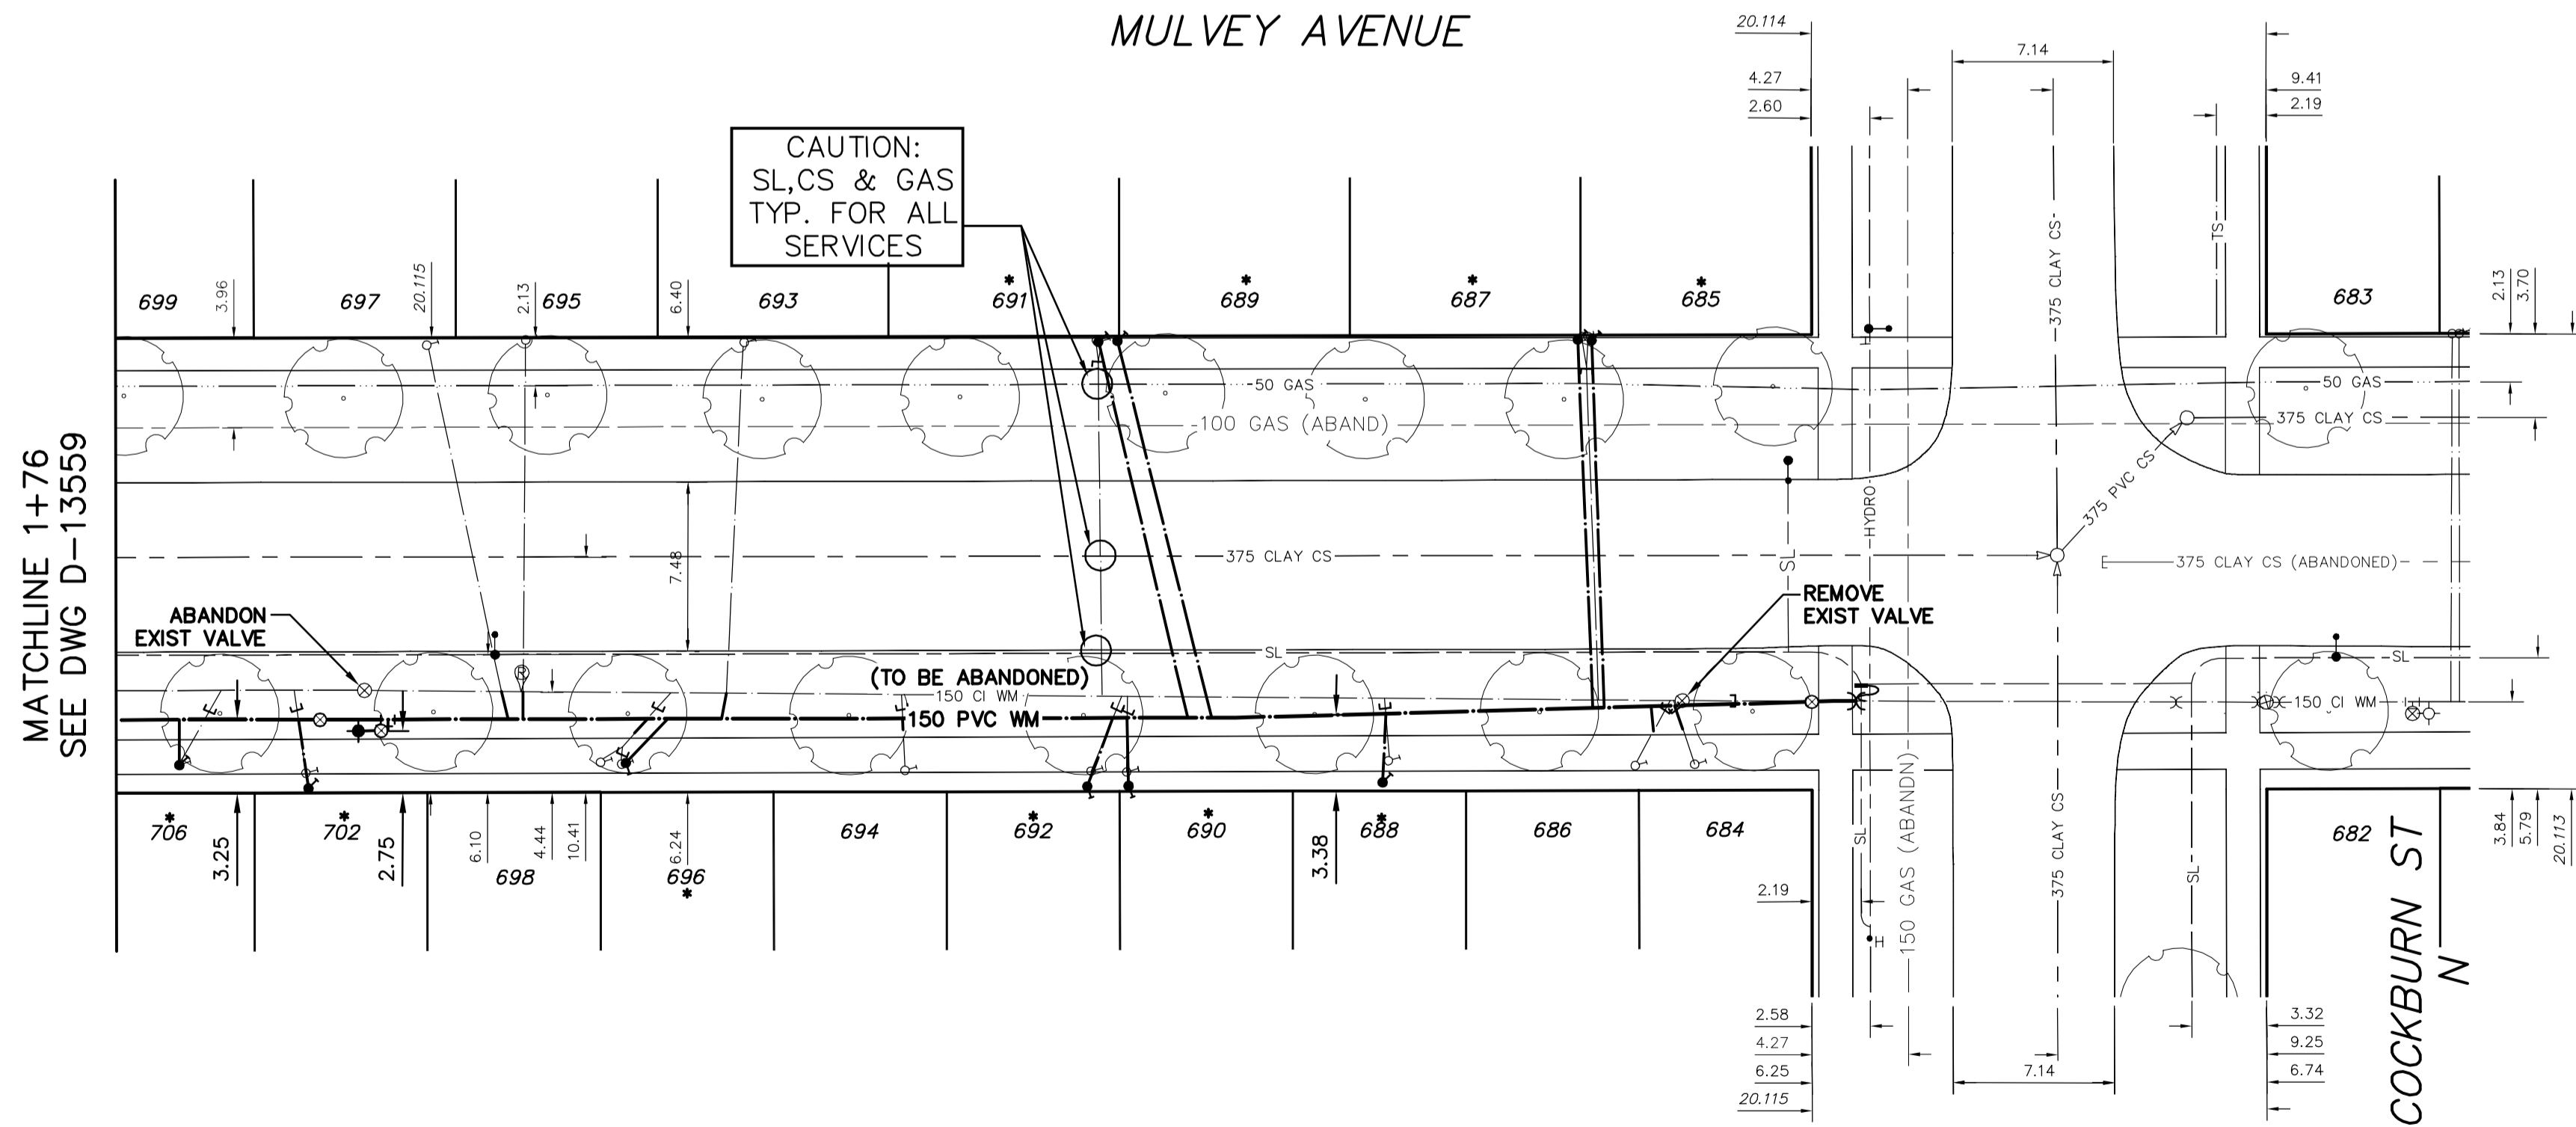 MULVEY AVENUE
20.114
4.27
2.60
7.14
9.41
2.19
CAUTION:
SL,CS & GAS
TYP. FOR ALL
SERVICES
699
3.96
697
20.115
2.13
695
6.40
693
*
691
*
689
*
687
*
685
683
2.13
3.70
375 CLAY CS
TS
H
50 GAS
50 GAS
100 GAS (ABAND)
375 CLAY CS
375 PVC CS
HYDRO
MATCHLINE 1+76
SEE DWG D-13559
7.48
375 CLAY CS
SL
375 CLAY CS (ABANDONED)
ABANDON
EXIST VALVE
REMOVE
EXIST VALVE
R
SL
SL
(TO BE ABANDONED)
150 CI WM
150 PVC WM
150 CI WM
*
706
3.25
*
702
2.75
6.10
698
4.44
10.41
6.24
696
*
694
*
692
*
690
3.38
*
688
686
684
682
3.84
5.79
20.113
SL
150 GAS (ABANDN)
375 CLAY CS
SL
2.19
H
2.58
4.27
6.25
20.115
7.14
3.32
9.25
6.74
COCKBURN ST
N